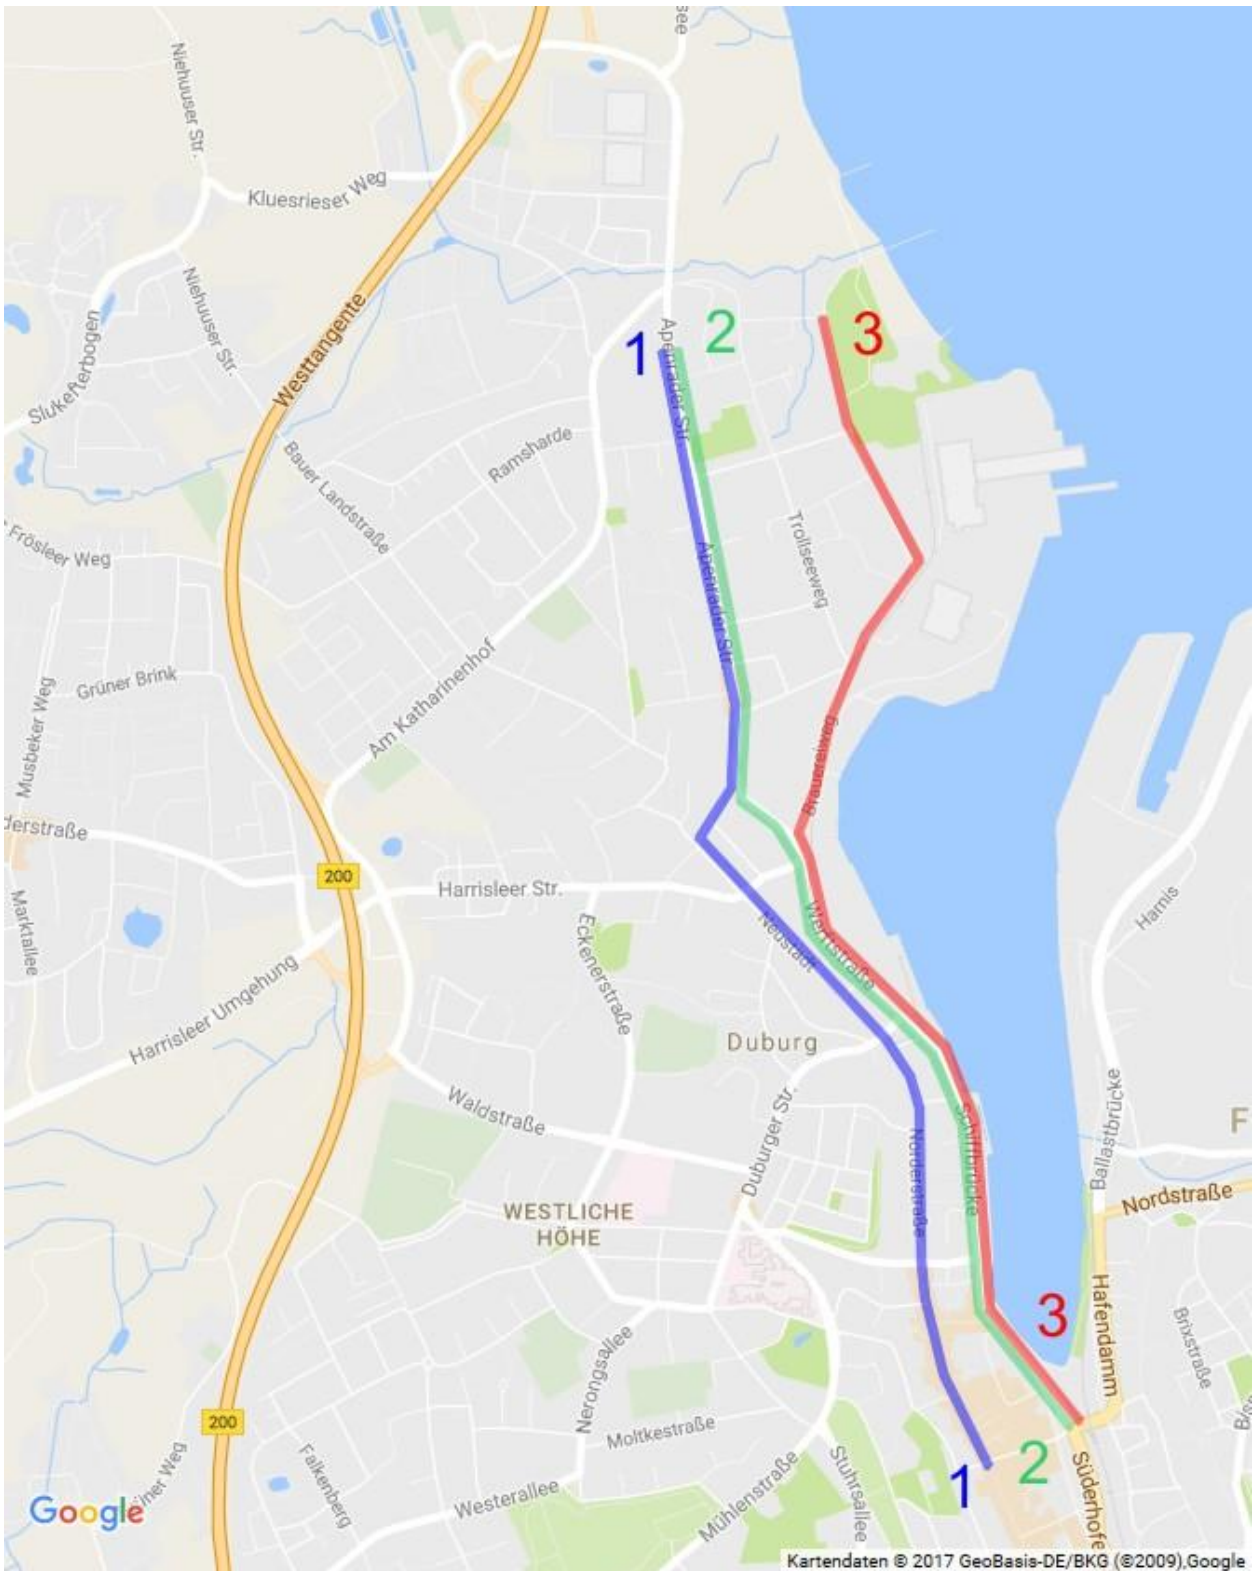 see
Niehuuser Str.
Kluesrieser Weg
Niehuuser Str.
Westtangente
Slukefterbogen
Apenrader Str.
1
2
3
Ramsharde
Bauer Landstraße
Trollseeweg
Frösleer Weg
Apenrader Str.
Am Katharinenhof
Grüner Brink
Musbeker Weg
Brauereiweg
derstraße
200
Harrisleer Str.
Harnis
Marktallee
Eckenerstraße
Neustadt
Werftstraße
Harrisleer Umgehung
Duburg
Waldstraße
Duburger Str.
Norderstraße
Schiffbrücke
Ballastbrücke
F
Nordstraße
WESTLICHE
HÖHE
3
Hafendamm
Brixstraße
Nerongsallee
200
Moltkestraße
Falkenberg
Mühlenstraße
Stuhrsallee
Westerallee
1
2
Süderhofe
Google
Kartendaten © 2017 GeoBasis-DE/BKG (©2009),Google